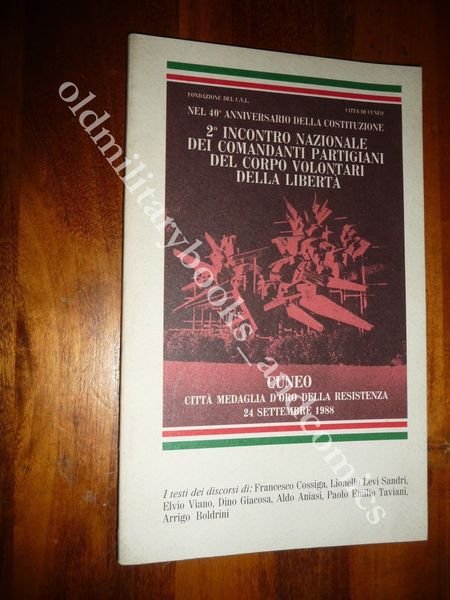 FONDAZIONE DEL C.V.L.
CITTÀ DI CUNEO
NEL 40° ANNIVERSARIO DELLA COSTITUZIONE
2° INCONTRO NAZIONALE
DEI COMANDANTI PARTIGIANI
DEL CORPO VOLONTARI
DELLA LIBERTÀ
CUNEO
CITTÀ MEDAGLIA D'ORO DELLA RESISTENZA
24 SETTEMBRE 1988
I testi dei discorsi di: Francesco Cossiga, Lionello Levi Sandri,
Elvio Viano, Dino Giacosa, Aldo Aniasi, Paolo Emilio Taviani,
Arrigo Boldrini
oldmilitarybooks_and_comics